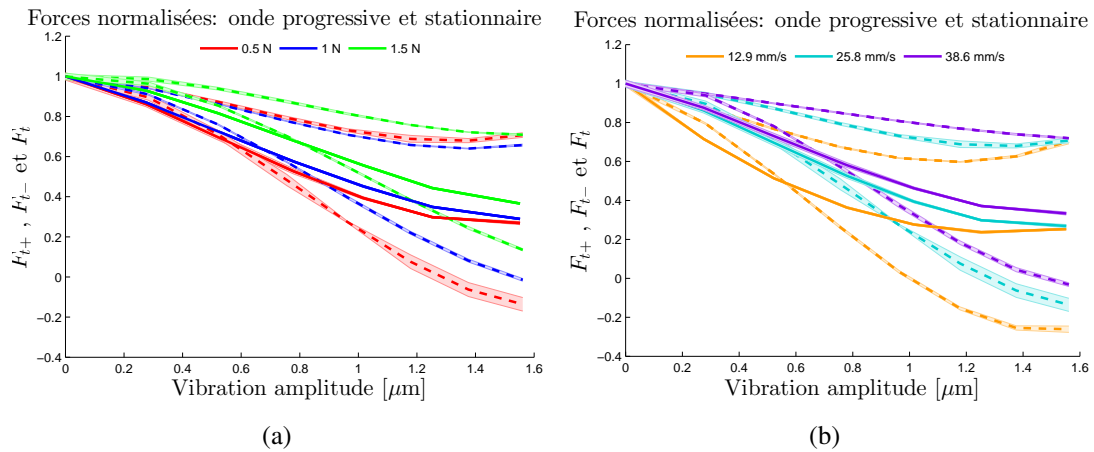 Forces normalisées: onde progressive et stationnaire
0.5 N 1 N 1.5 N
1.2
1
0.8
0.6
0.4
0.2
0
−0.2
−0.4
F_{t+} , F_{t−} et F_t
0 0.2 0.4 0.6 0.8 1 1.2 1.4 1.6
Vibration amplitude [μm]
(a)
Forces normalisées: onde progressive et stationnaire
12.9 mm/s 25.8 mm/s 38.6 mm/s
1.2
1
0.8
0.6
0.4
0.2
0
−0.2
−0.4
F_{t+} , F_{t−} et F_t
0 0.2 0.4 0.6 0.8 1 1.2 1.4 1.6
Vibration amplitude [μm]
(b)